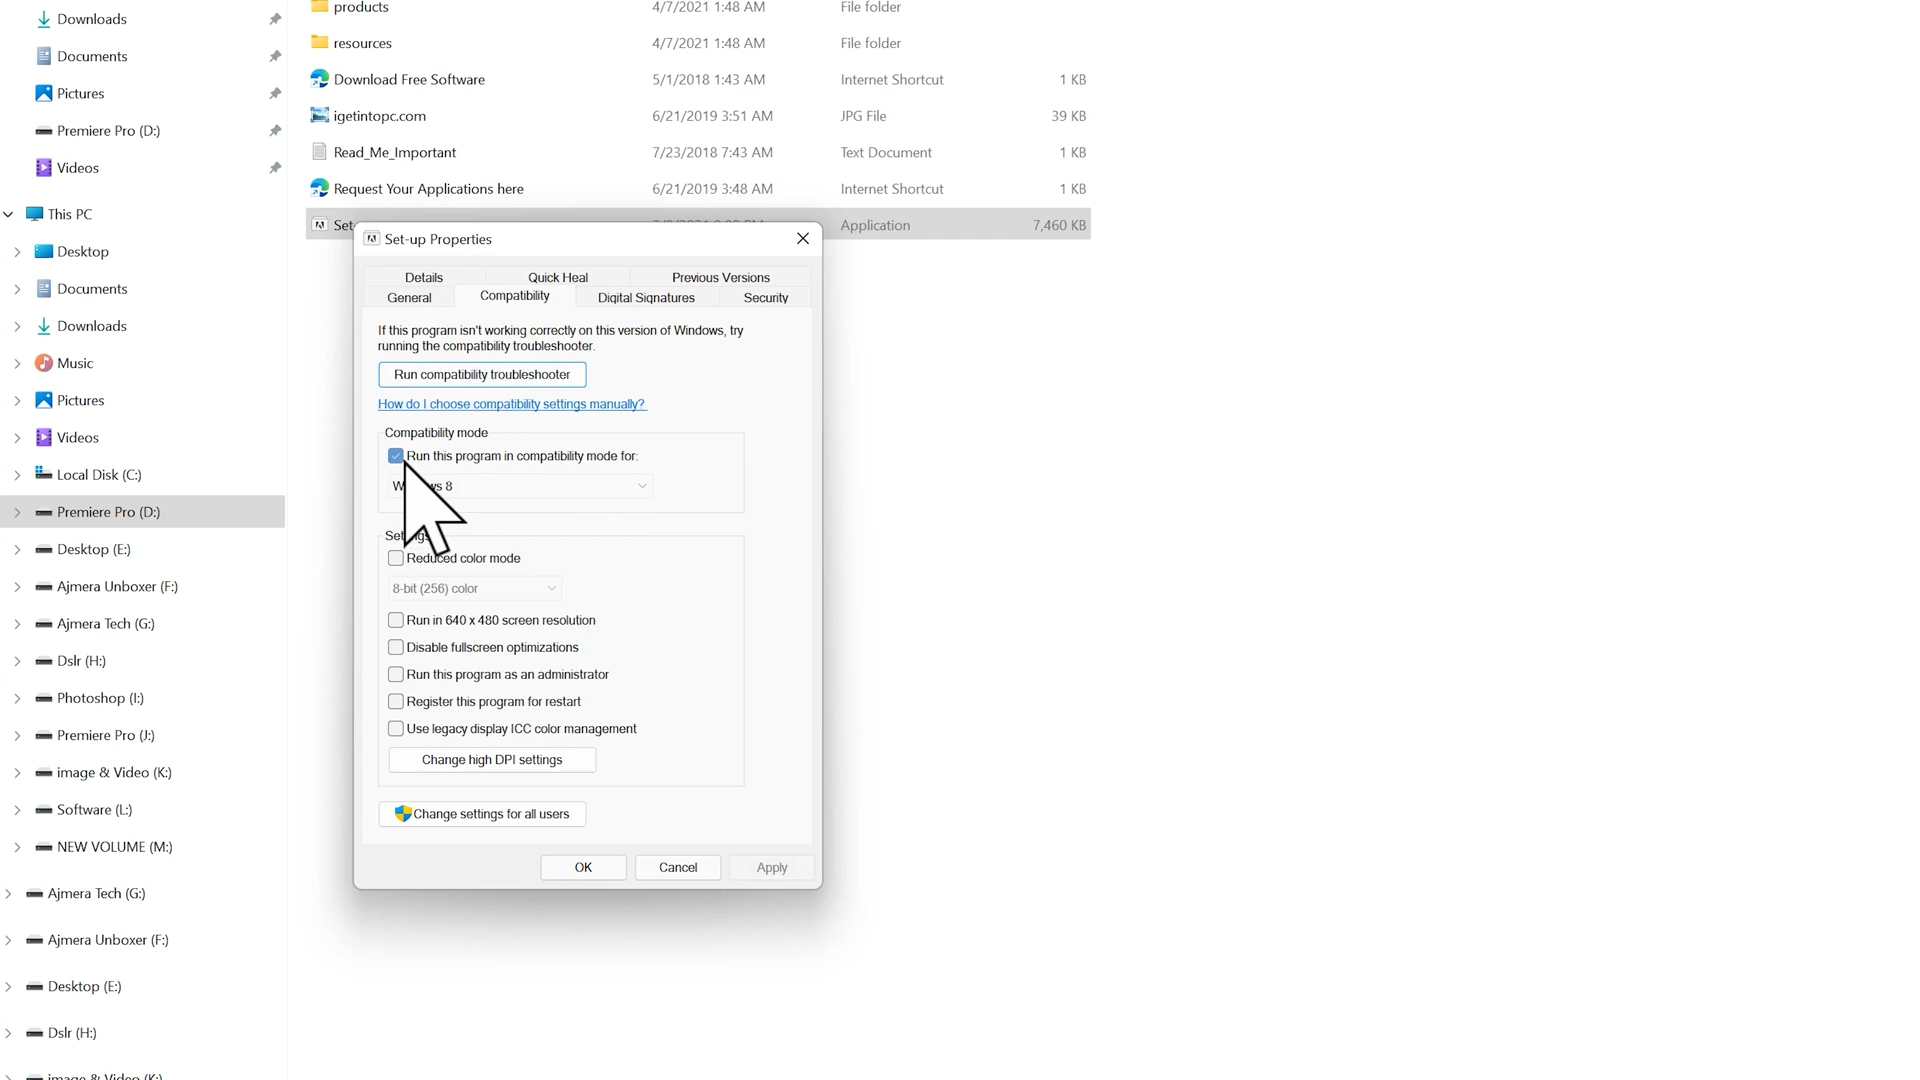 Downloads
Documents
Pictures
Premiere Pro (D:)
Videos
This PC
Desktop
Documents
Downloads
Music
Pictures
Videos
Local Disk (C:)
Premiere Pro (D:)
Desktop (E:)
Ajmera Unboxer (F:)
Ajmera Tech (G:)
Dslr (H:)
Photoshop (I:)
Premiere Pro (J:)
image & Video (K:)
Software (L:)
NEW VOLUME (M:)
Ajmera Tech (G:)
Ajmera Unboxer (F:)
Desktop (E:)
Dslr (H:)
image & Video (K:)
products 4/7/2021 1:48 AM File folder
resources 4/7/2021 1:48 AM File folder
Download Free Software 5/1/2018 1:43 AM Internet Shortcut 1 KB
igetintopc.com 6/21/2019 3:51 AM JPG File 39 KB
Read_Me_Important 7/23/2018 7:43 AM Text Document 1 KB
Request Your Applications here 6/21/2019 3:48 AM Internet Shortcut 1 KB
Set- Application 7,460 KB
Set-up Properties
Details Quick Heal Previous Versions
General Compatibility Digital Signatures Security
If this program isn't working correctly on this version of Windows, try
running the compatibility troubleshooter.
Run compatibility troubleshooter
How do I choose compatibility settings manually?
Compatibility mode
Run this program in compatibility mode for:
8
Reduced color mode
8-bit (256) color
Run in 640 x 480 screen resolution
Disable fullscreen optimizations
Run this program as an administrator
Register this program for restart
Use legacy display ICC color management
Change high DPI settings
Change settings for all users
OK Cancel Apply